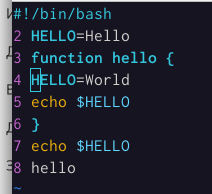 #!/bin/bash
2 HELLO=Hello
3 function hello {
4 HELLO=World
5 echo $HELLO
6 }
7 echo $HELLO
8 hello
~